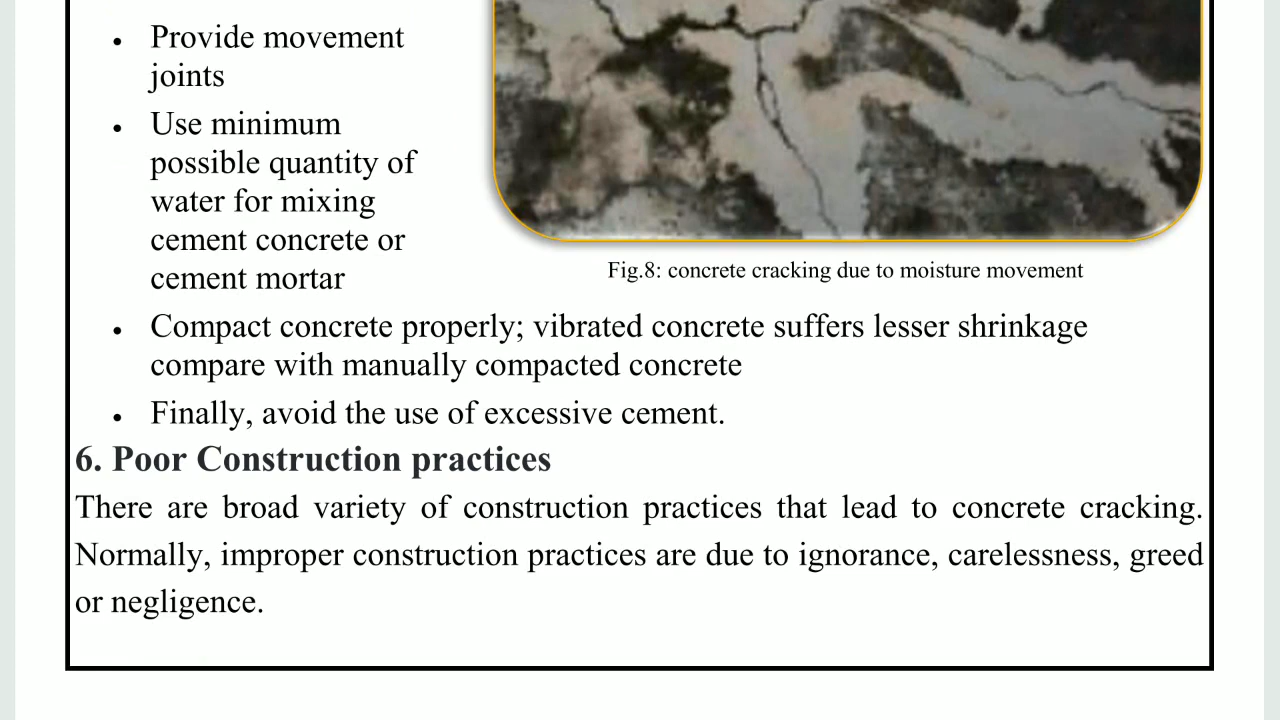 • Provide movement
joints
• Use minimum
possible quantity of
water for mixing
cement concrete or
cement mortar
Fig.8: concrete cracking due to moisture movement
• Compact concrete properly; vibrated concrete suffers lesser shrinkage
compare with manually compacted concrete
• Finally, avoid the use of excessive cement.
6. Poor Construction practices
There are broad variety of construction practices that lead to concrete cracking.
Normally, improper construction practices are due to ignorance, carelessness, greed
or negligence.